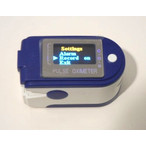 Settings
Alarm
Record on
Exit
PULSE OXIMETER